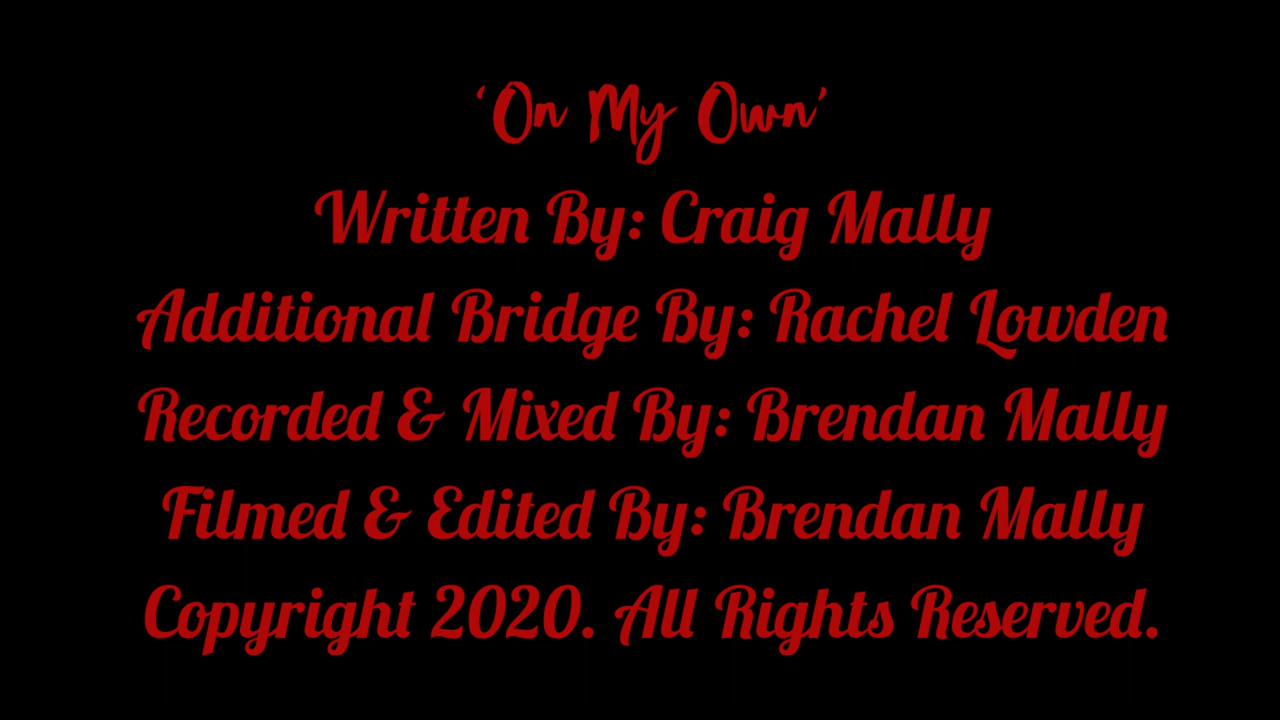 ‘On My Own’
Written By: Craig Mally
Additional Bridge By: Rachel Lowden
Recorded & Mixed By: Brendan Mally
Filmed & Edited By: Brendan Mally
Copyright 2020. All Rights Reserved.